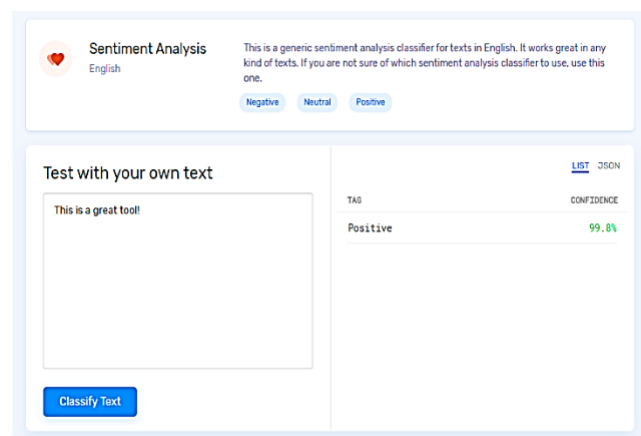 Sentiment Analysis
English
This is a generic sentiment analysis classifier for texts in English. It works great in any
kind of texts. If you are not sure of which sentiment analysis classifier to use, use this
one.
Negative Neutral Positive
Test with your own text
This is a great tool!
Classify Text
LIST JSON
TAG CONFIDENCE
Positive 99.8%